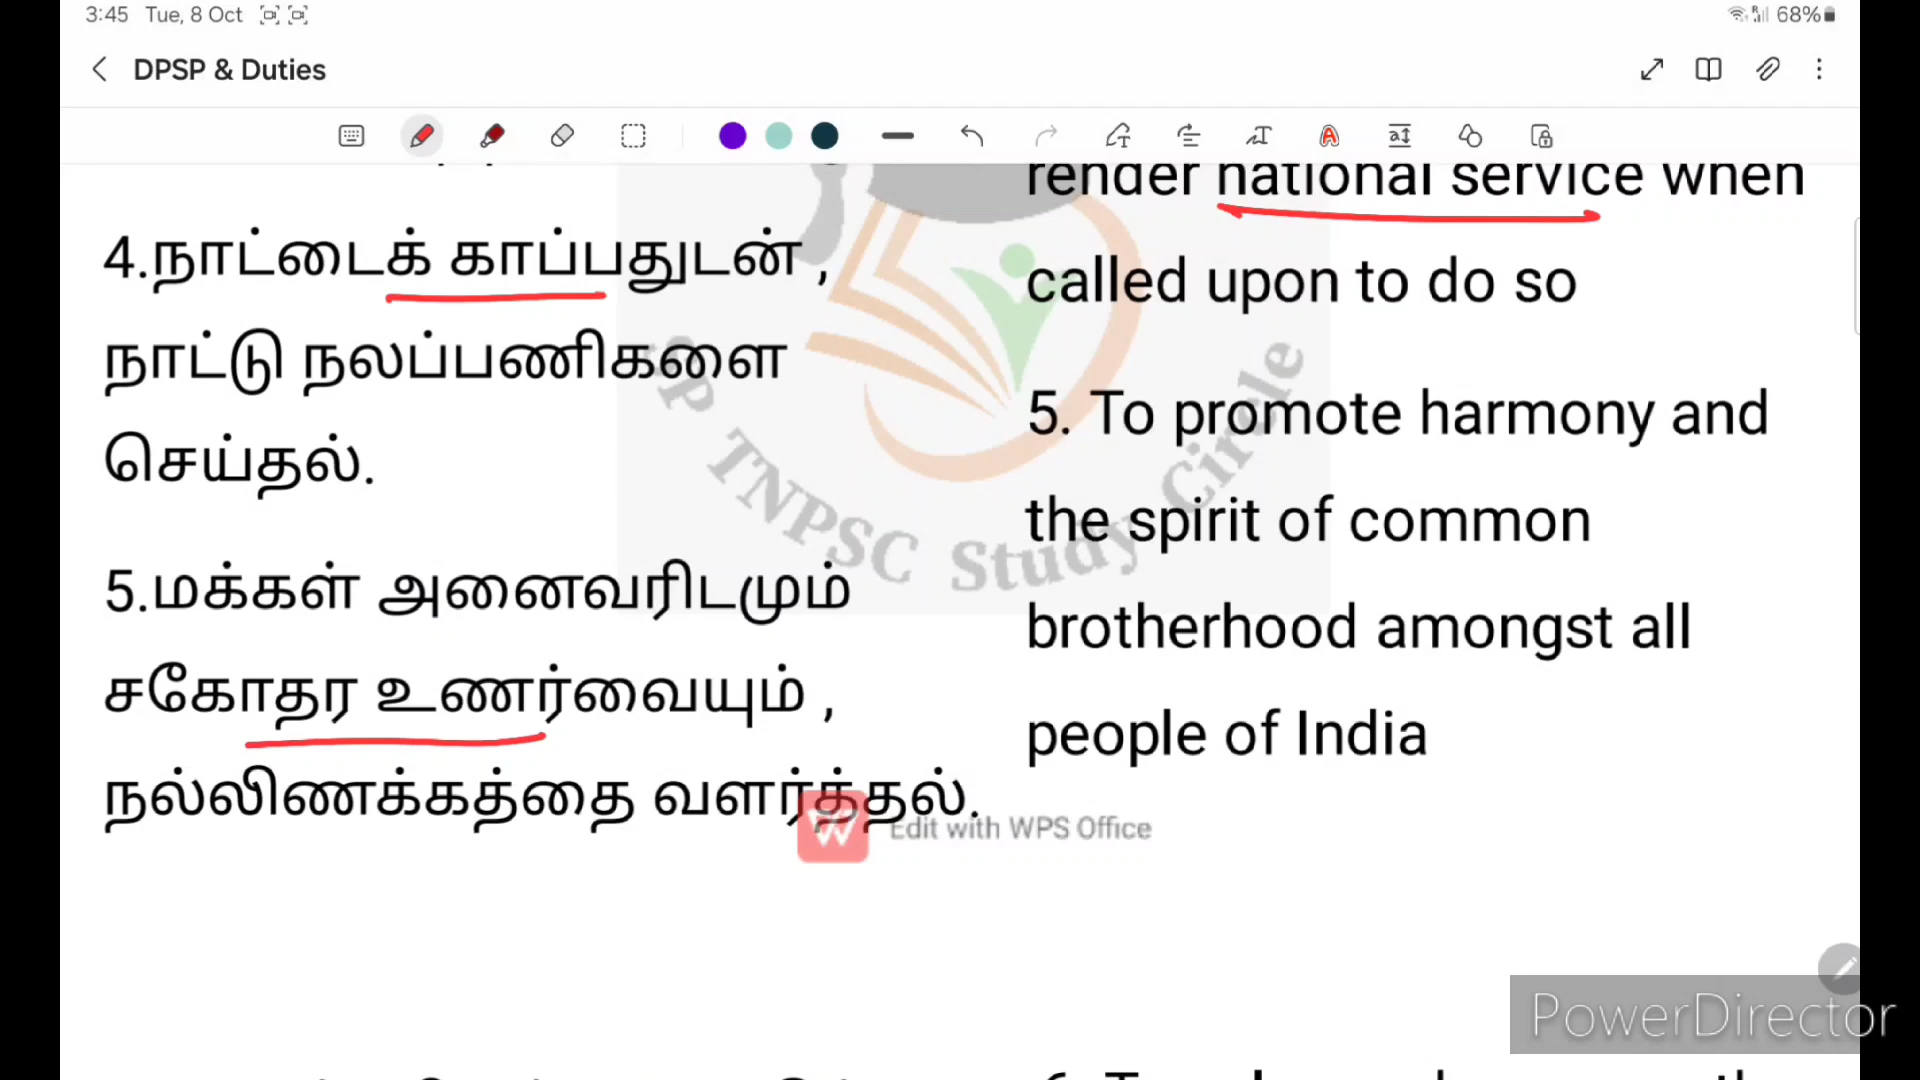 3:45 Tue, 8 Oct
68%
DPSP & Duties
4.நாட்டைக் காப்பதுடன் ,
நாட்டு நலப்பணிகளை
செய்தல்.
5.மக்கள் அனைவரிடமும்
சகோதர உணர்வையும் ,
நல்லிணக்கத்தை வளர்த்தல்.
render national service when
called upon to do so
5. To promote harmony and
the spirit of common
brotherhood amongst all
people of India
SP TNPSC Study Circle
Edit with WPS Office
PowerDirector